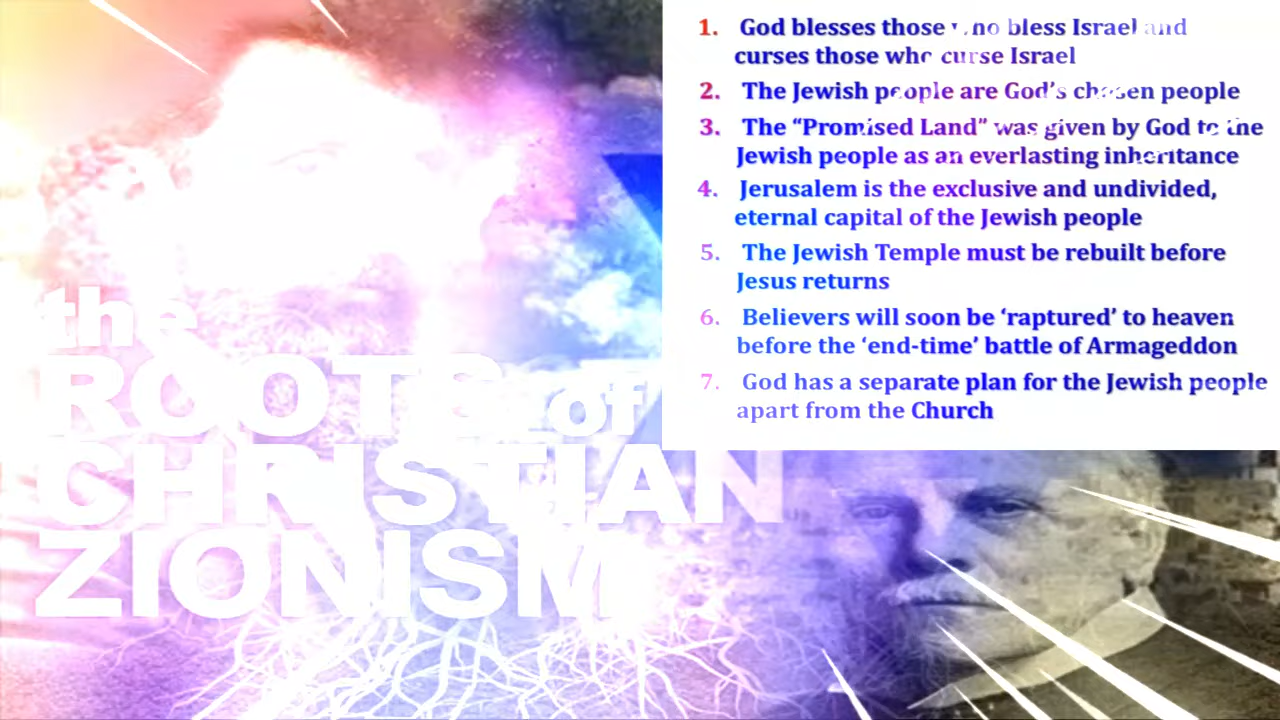 the
ROOTS of
CHRISTIAN
ZIONISM
1. God blesses those who bless Israel and
curses those who curse Israel
2. The Jewish people are God's chosen people
3. The “Promised Land” was given by God to the
Jewish people as an everlasting inheritance
4. Jerusalem is the exclusive and undivided,
eternal capital of the Jewish people
5. The Jewish Temple must be rebuilt before
Jesus returns
6. Believers will soon be ‘raptured’ to heaven
before the ‘end-time’ battle of Armageddon
7. God has a separate plan for the Jewish people
apart from the Church